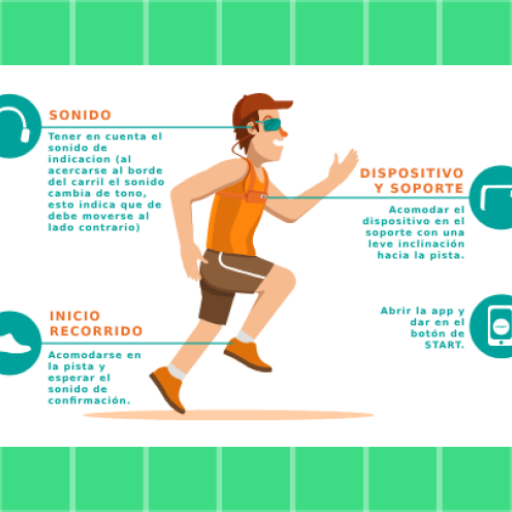 SONIDO
Tener en cuenta el
sonido de
indicacion (al
acercarse al borde
del carril el sonido
cambia de tono,
esto indica que de
debe moverse al
lado contrario)
DISPOSITIVO
Y SOPORTE
Acomodar el
dispositivo en el
soporte con una
leve inclinación
hacia la pista.
INICIO
RECORRIDO
Acomodarse en
la pista y
esperar el
sonido de
confirmación.
Abrir la app y
dar en el
botón de
START.